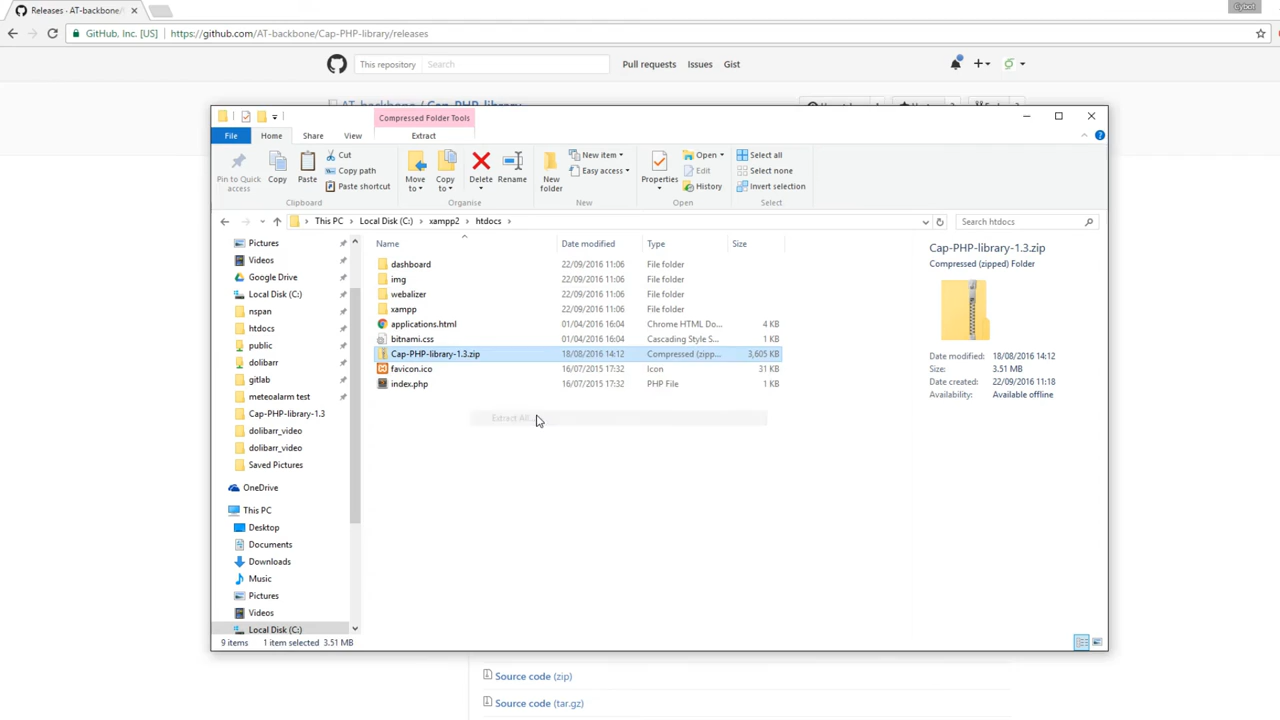 Releases · AT-backbone/
Cybot
GitHub, Inc. [US]
https://github.com/AT-backbone/Cap-PHP-library/releases
This repository
Search
Pull requests
Issues
Gist
AT-backbone / Cap-PHP-library
Compressed Folder Tools
File
Home
Share
View
Extract
Pin to Quick access
Copy
Paste
Cut
Copy path
Paste shortcut
Clipboard
Move to
Copy to
Delete
Rename
Organise
New folder
New item
Easy access
New
Properties
Open
Edit
History
Open
Select all
Select none
Invert selection
Select
This PC
Local Disk (C:)
xampp2
htdocs
Search htdocs
Name
Date modified
Type
Size
dashboard 22/09/2016 11:06 File folder
img 22/09/2016 11:06 File folder
webalizer 22/09/2016 11:06 File folder
xampp 22/09/2016 11:06 File folder
applications.html 01/04/2016 16:04 Chrome HTML Do... 4 KB
bitnami.css 01/04/2016 16:04 Cascading Style S... 1 KB
Cap-PHP-library-1.3.zip 18/08/2016 14:12 Compressed (zipp... 3,605 KB
favicon.ico 16/07/2015 17:32 Icon 31 KB
index.php 16/07/2015 17:32 PHP File 1 KB
Extract All...
Pictures
Videos
Google Drive
Local Disk (C:)
nspan
htdocs
public
dolibarr
gitlab
meteoalarm test
Cap-PHP-library-1.3
dolibarr_video
dolibarr_video
Saved Pictures
OneDrive
This PC
Desktop
Documents
Downloads
Music
Pictures
Videos
Local Disk (C:)
Cap-PHP-library-1.3.zip
Compressed (zipped) Folder
Date modified: 18/08/2016 14:12
Size: 3.51 MB
Date created: 22/09/2016 11:18
Availability: Available offline
9 items
1 item selected 3.51 MB
Source code (zip)
Source code (tar.gz)